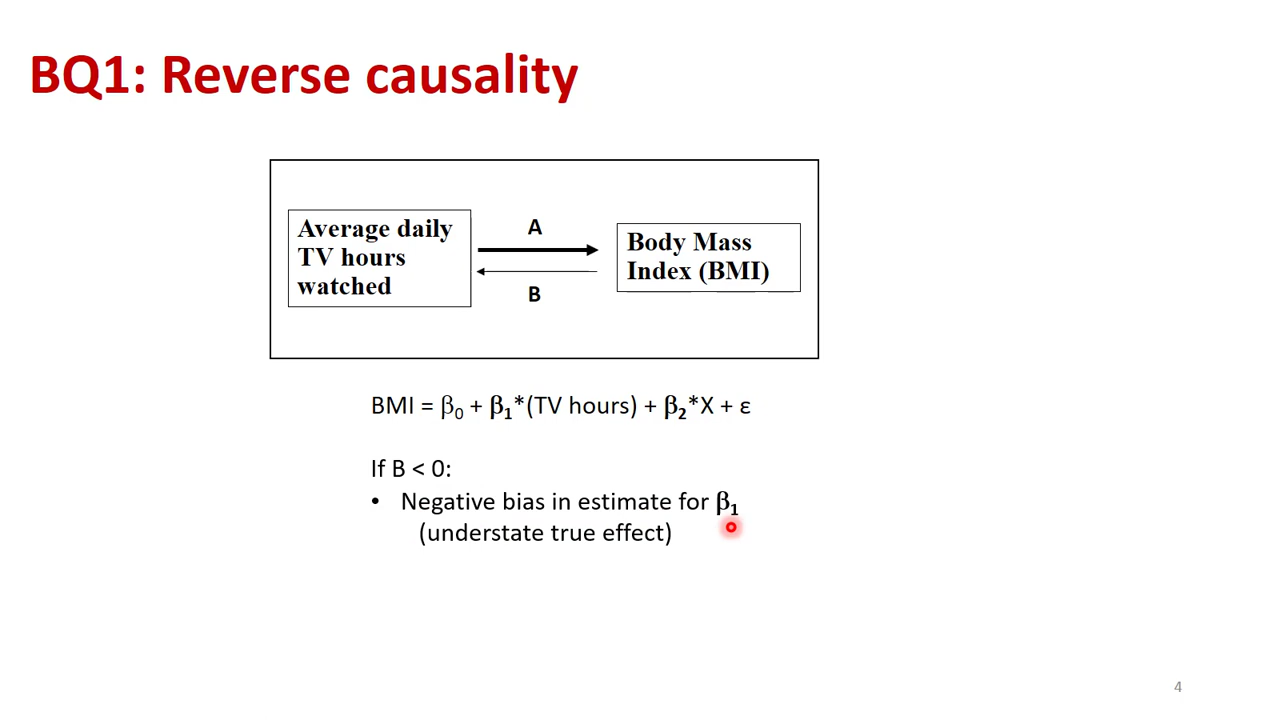 BQ1: Reverse causality
A
Average daily
TV hours
watched
Body Mass
Index (BMI)
B
BMI = β₀ + β₁*(TV hours) + β₂*X + ε
If B < 0:
• Negative bias in estimate for β₁
(understate true effect)
4